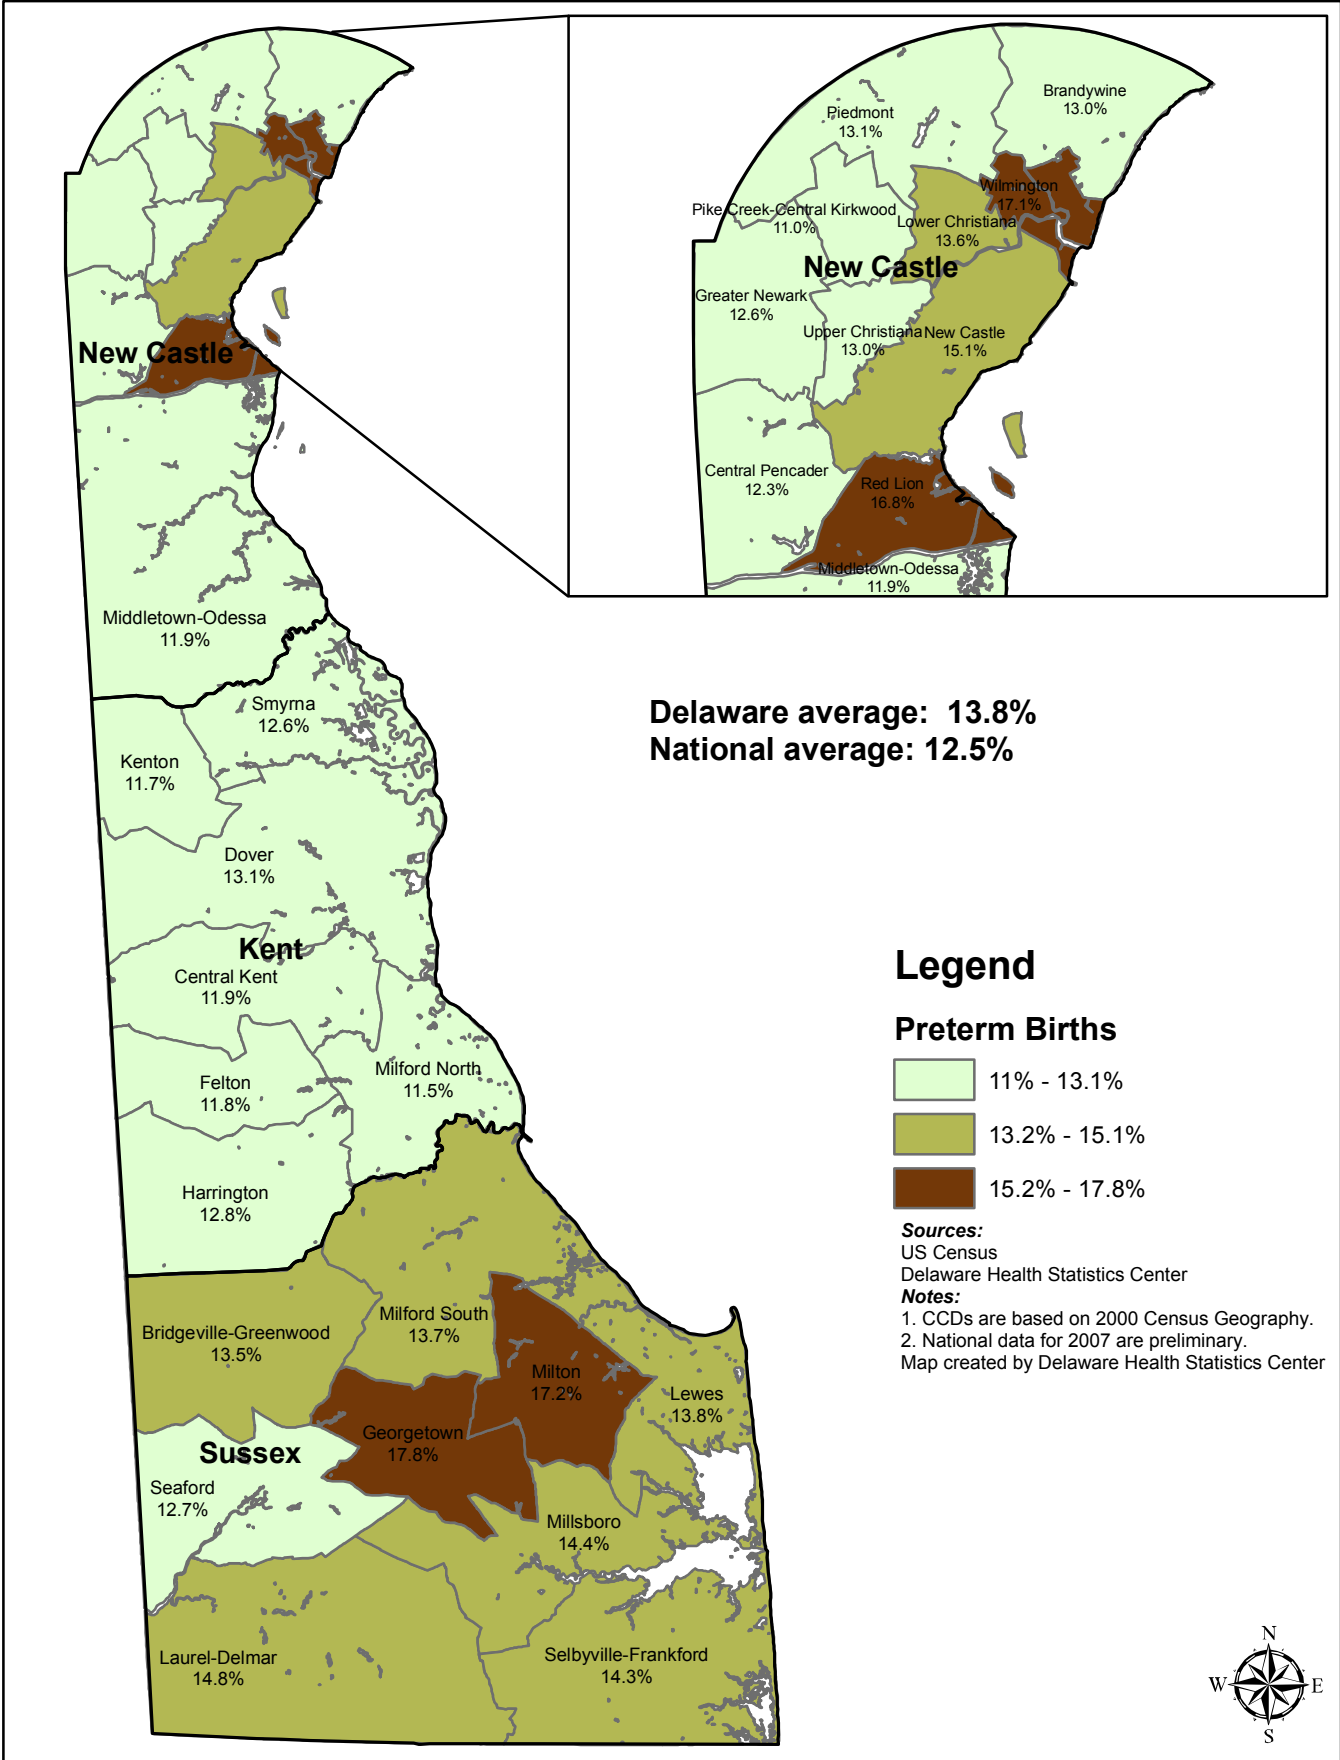 Brandywine
13.0%
Piedmont
13.1%
Wilmington
17.1%
Pike Creek-Central Kirkwood
11.0%
Lower Christiana
13.6%
New Castle
Greater Newark
12.6%
Upper Christiana
13.0%
New Castle
15.1%
Central Pencader
12.3%
Red Lion
16.8%
Middletown-Odessa
11.9%
New Castle
Middletown-Odessa
11.9%
Smyrna
12.6%
Kenton
11.7%
Delaware average: 13.8%
National average: 12.5%
Dover
13.1%
Kent
Central Kent
11.9%
Milford North
11.5%
Felton
11.8%
Harrington
12.8%
Legend
Preterm Births
11% - 13.1%
13.2% - 15.1%
15.2% - 17.8%
Sources:
US Census
Delaware Health Statistics Center
Notes:
1. CCDs are based on 2000 Census Geography.
2. National data for 2007 are preliminary.
Map created by Delaware Health Statistics Center
Milford South
13.7%
Bridgeville-Greenwood
13.5%
Milton
17.2%
Lewes
13.8%
Georgetown
17.8%
Sussex
Seaford
12.7%
Millsboro
14.4%
Laurel-Delmar
14.8%
Selbyville-Frankford
14.3%
N
W
E
S